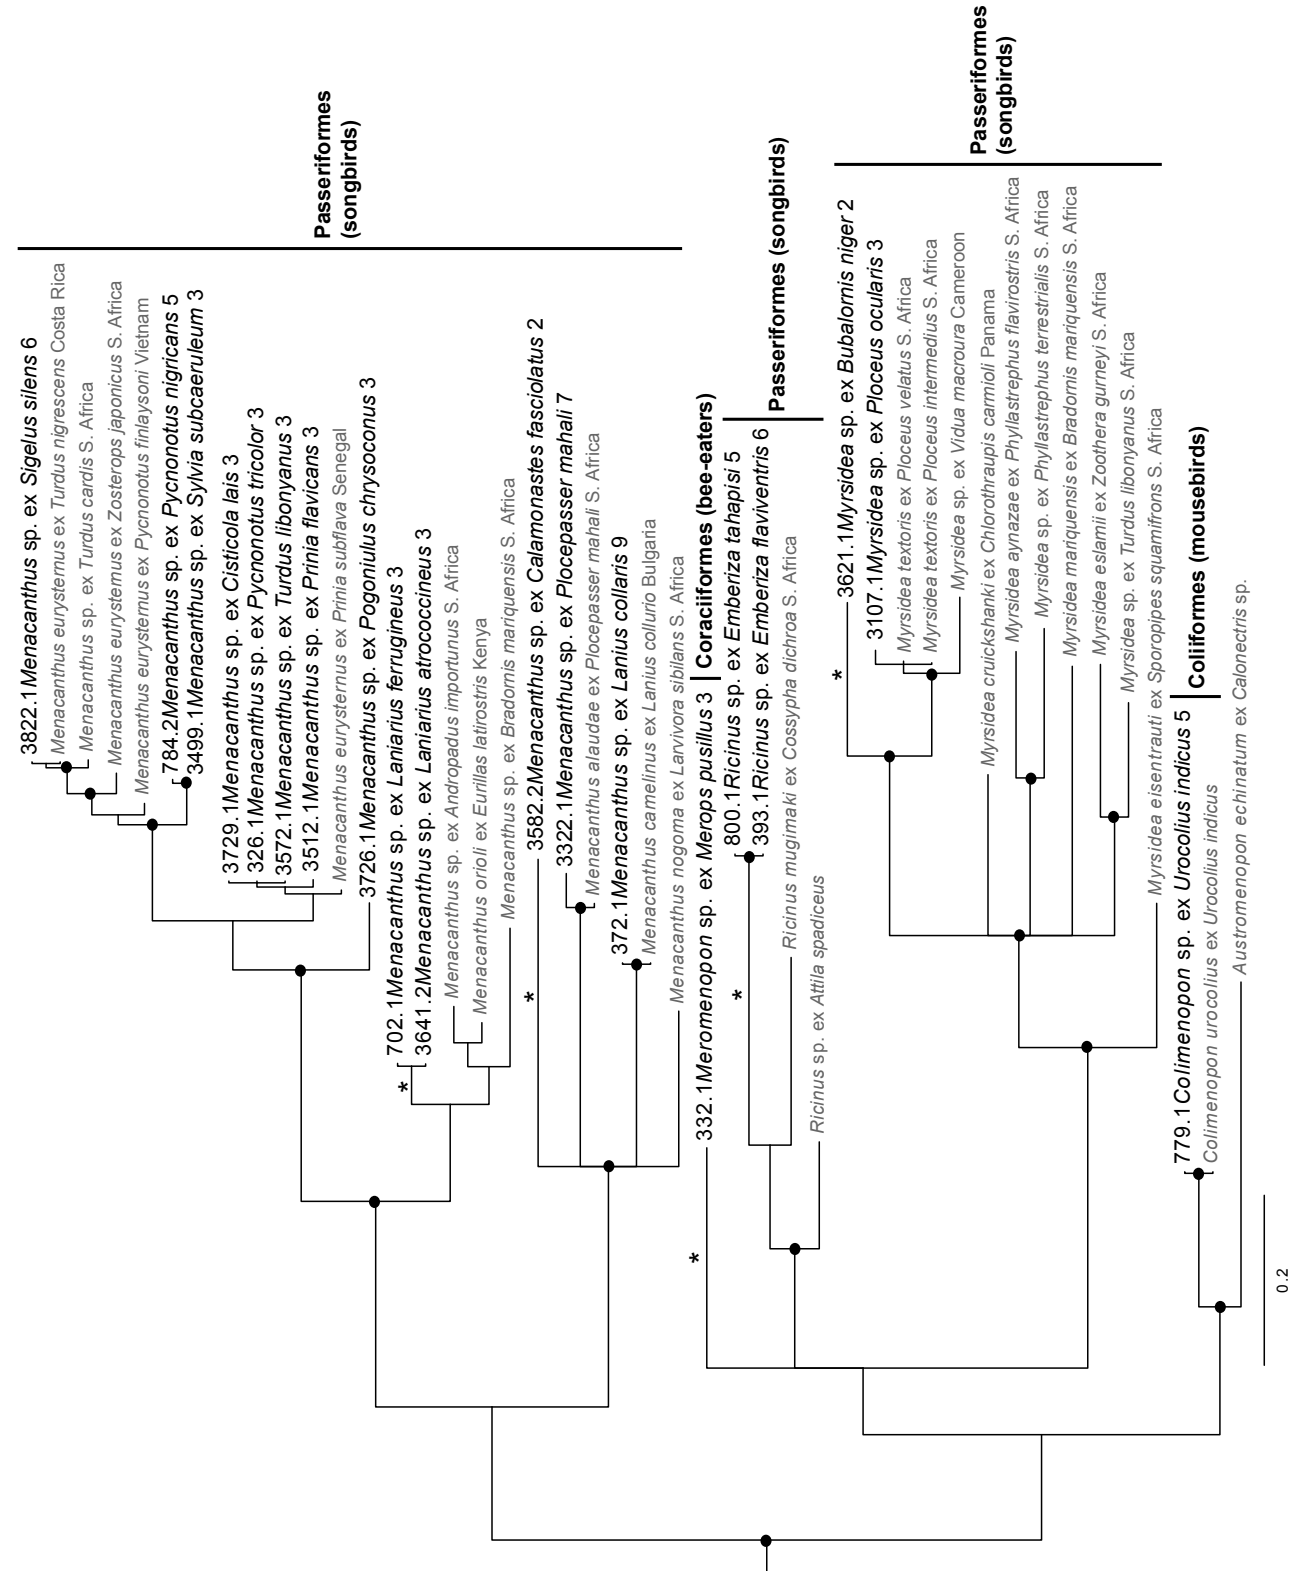 3822.1Menacanthus sp. ex Sigelus silens 6
Menacanthus eurysternus ex Turdus nigrescens Costa Rica
Menacanthus sp. ex Turdus cardis S. Africa
Menacanthus eurysternus ex Zosterops japonicus S. Africa
Menacanthus eurysternus ex Pycnonotus finlaysoni Vietnam
784.2Menacanthus sp. ex Pycnonotus nigricans 5
3499.1Menacanthus sp. ex Sylvia subcaeruleum 3
3729.1Menacanthus sp. ex Cisticola lais 3
326.1Menacanthus sp. ex Pycnonotus tricolor 3
3572.1Menacanthus sp. ex Turdus libonyanus 3
3512.1Menacanthus sp. ex Prinia flavicans 3
Menacanthus eurysternus ex Prinia subflava Senegal
3726.1Menacanthus sp. ex Pogoniulus chrysoconus 3
Passeriformes
(songbirds)
702.1Menacanthus sp. ex Laniarius ferrugineus 3
*
3641.2Menacanthus sp. ex Laniarius atrococcineus 3
Menacanthus sp. ex Andropadus importunus S. Africa
Menacanthus orioli ex Eurillas latirostris Kenya
Menacanthus sp. ex Bradornis mariquensis S. Africa
*
3582.2Menacanthus sp. ex Calamonastes fasciolatus 2
3322.1Menacanthus sp. ex Plocepasser mahali 7
Menacanthus alaudae ex Plocepasser mahali S. Africa
372.1Menacanthus sp. ex Lanius collaris 9
Menacanthus camelinus ex Lanius collurio Bulgaria
Menacanthus nogoma ex Larvivora sibilans S. Africa
*
332.1Meromenopon sp. ex Merops pusillus 3
Coraciiformes (bee-eaters)
800.1Ricinus sp. ex Emberiza tahapisi 5
*
393.1Ricinus sp. ex Emberiza flaviventris 6
Ricinus mugimaki ex Cossypha dichroa S. Africa
Ricinus sp. ex Attila spadiceus
Passeriformes (songbirds)
*
3621.1Myrsidea sp. ex Bubalornis niger 2
3107.1Myrsidea sp. ex Ploceus ocularis 3
Myrsidea textoris ex Ploceus velatus S. Africa
Myrsidea textoris ex Ploceus intermedius S. Africa
Myrsidea sp. ex Vidua macroura Cameroon
Myrsidea cruickshanki ex Chlorothraupis carmioli Panama
Myrsidea aynazae ex Phyllastrephus flavirostris S. Africa
Myrsidea sp. ex Phyllastrephus terrestrialis S. Africa
Myrsidea mariquensis ex Bradornis mariquensis S. Africa
Myrsidea eslamii ex Zoothera gurneyi S. Africa
Myrsidea sp. ex Turdus libonyanus S. Africa
Myrsidea eisentrauti ex Sporopipes squamifrons S. Africa
Passeriformes
(songbirds)
779.1Colimenopon sp. ex Urocolius indicus 5
Colimenopon urocolius ex Urocolius indicus
Coliiformes (mousebirds)
Austromenopon echinatum ex Calonectris sp.
0.2